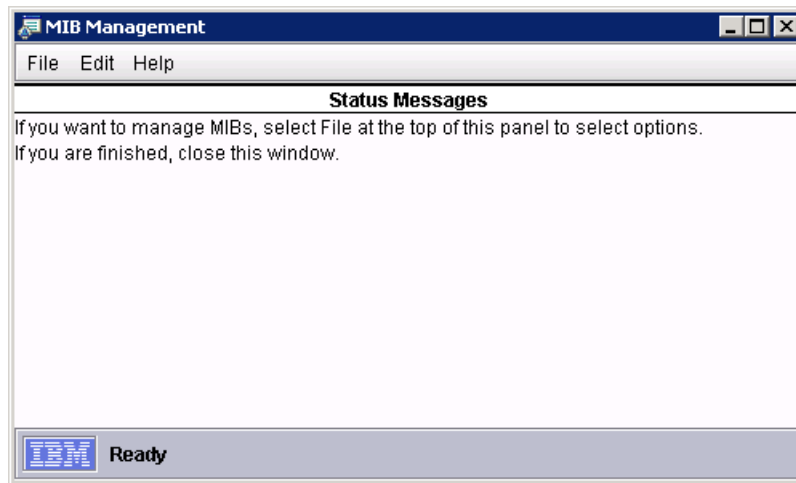 MIB Management
File Edit Help
Status Messages
If you want to manage MIBs, select File at the top of this panel to select options.
If you are finished, close this window.
IBM Ready